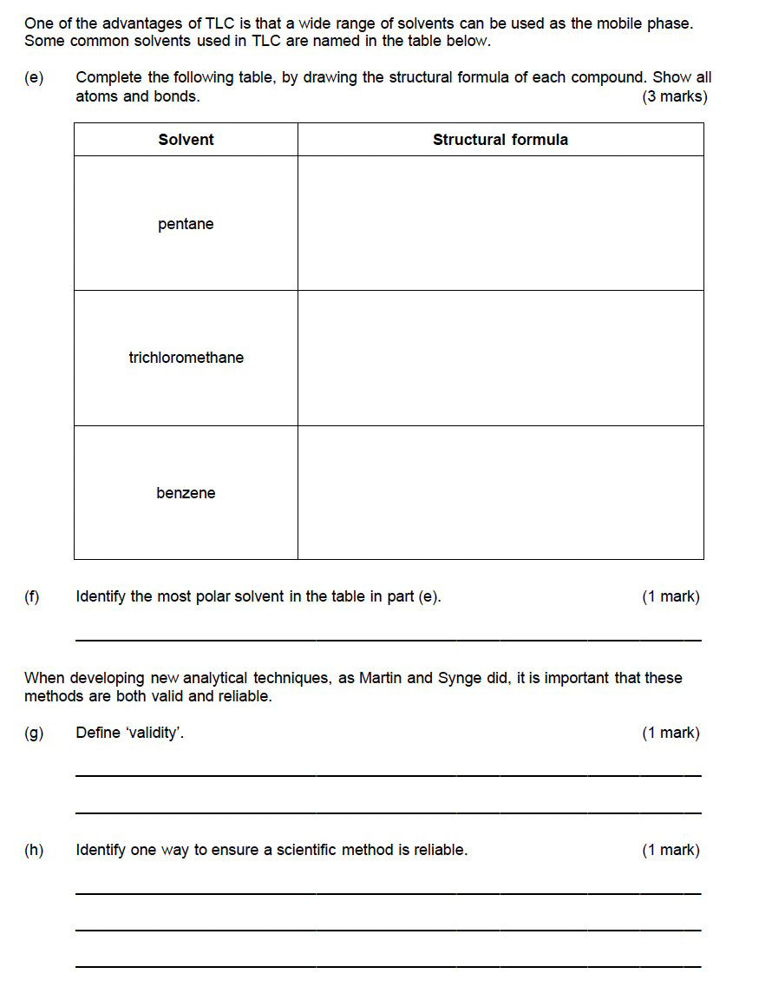 One of the advantages of TLC is that a wide range of solvents can be used as the mobile phase.
Some common solvents used in TLC are named in the table below.
(e) Complete the following table, by drawing the structural formula of each compound. Show all
atoms and bonds. (3 marks)
Solvent Structural formula
pentane
trichloromethane
benzene
(f) Identify the most polar solvent in the table in part (e). (1 mark)
When developing new analytical techniques, as Martin and Synge did, it is important that these
methods are both valid and reliable.
(g) Define ‘validity’. (1 mark)
(h) Identify one way to ensure a scientific method is reliable. (1 mark)